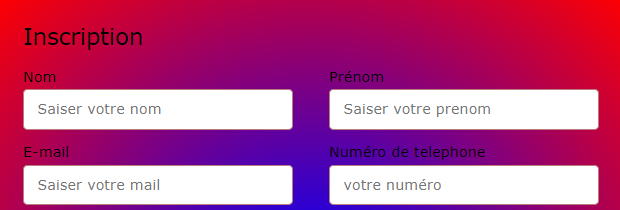 Inscription
Nom
Prénom
Saiser votre nom
Saiser votre prenom
E-mail
Numéro de telephone
Saiser votre mail
votre numéro